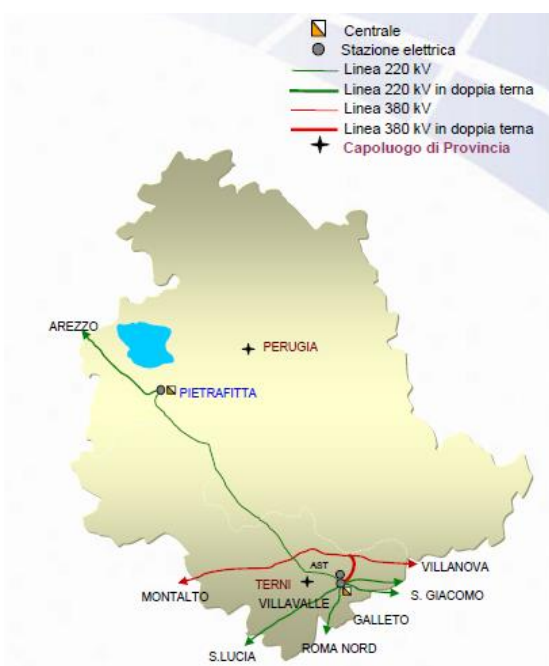 Centrale
Stazione elettrica
Linea 220 kV
Linea 220 kV in doppia terna
Linea 380 kV
Linea 380 kV in doppia terna
Capoluogo di Provincia
AREZZO
PERUGIA
PIETRAFITTA
AST
VILLANOVA
TERNI
MONTALTO
VILLAVALLE
S. GIACOMO
GALLETO
ROMA NORD
S.LUCIA